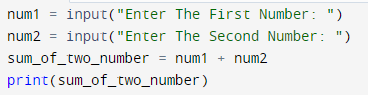 num1 = input("Enter The First Number: ")
num2 = input("Enter The Second Number: ")
sum_of_two_number = num1 + num2
print(sum_of_two_number)